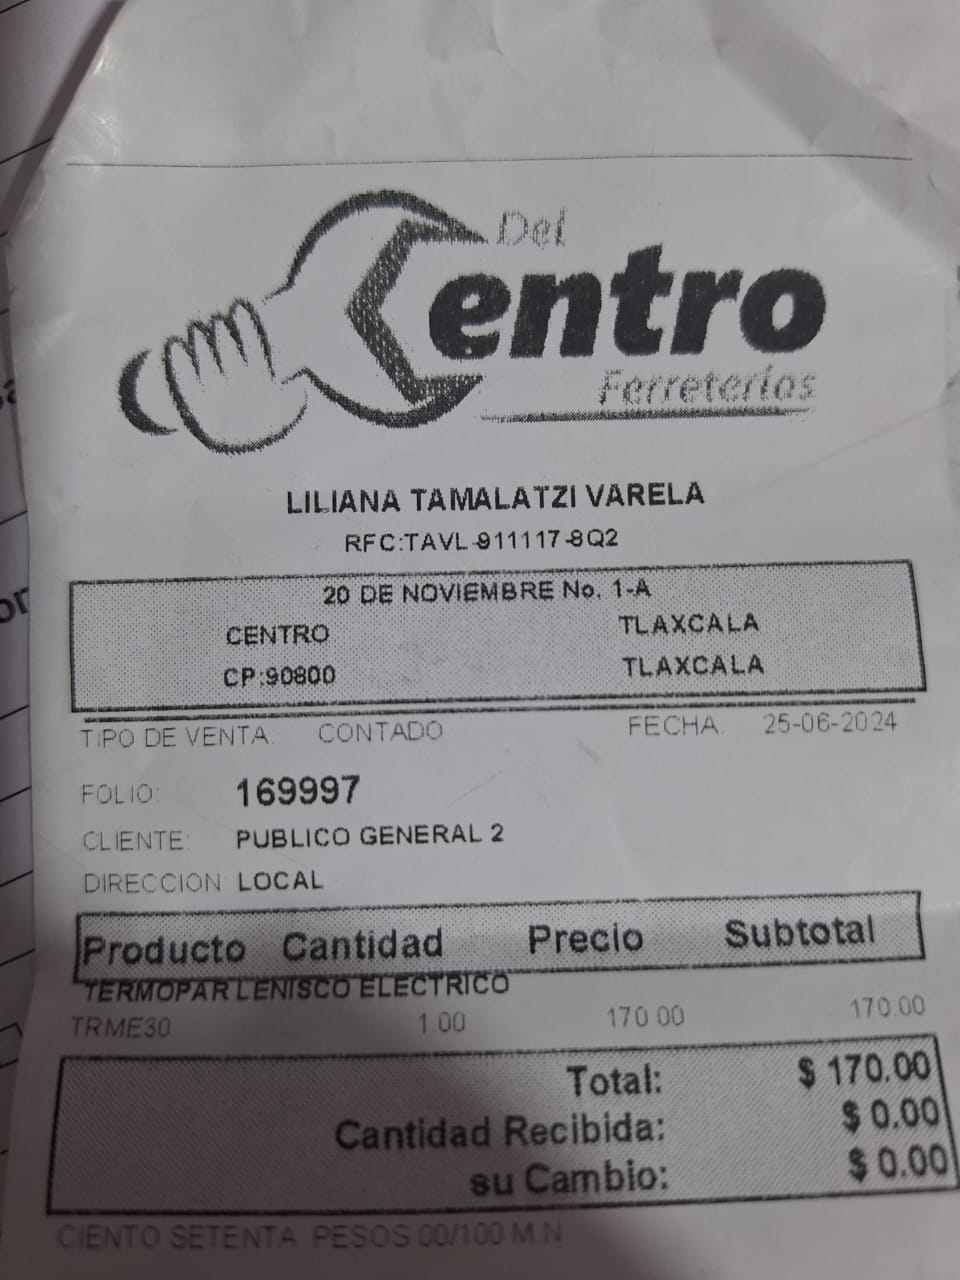 Del
Centro
Ferreterías
LILIANA TAMALATZI VARELA
RFC:TAVL-911117-8Q2
20 DE NOVIEMBRE No. 1-A
CENTRO TLAXCALA
CP:90800 TLAXCALA
TIPO DE VENTA. CONTADO FECHA. 25-06-2024
FOLIO: 169997
CLIENTE: PUBLICO GENERAL 2
DIRECCION: LOCAL
Producto Cantidad Precio Subtotal
TERMOPAR LENISCO ELECTRICO
TRME30 1.00 170.00 170.00
Total: $ 170.00
Cantidad Recibida: $ 0.00
su Cambio: $ 0.00
CIENTO SETENTA PESOS 00/100 M.N